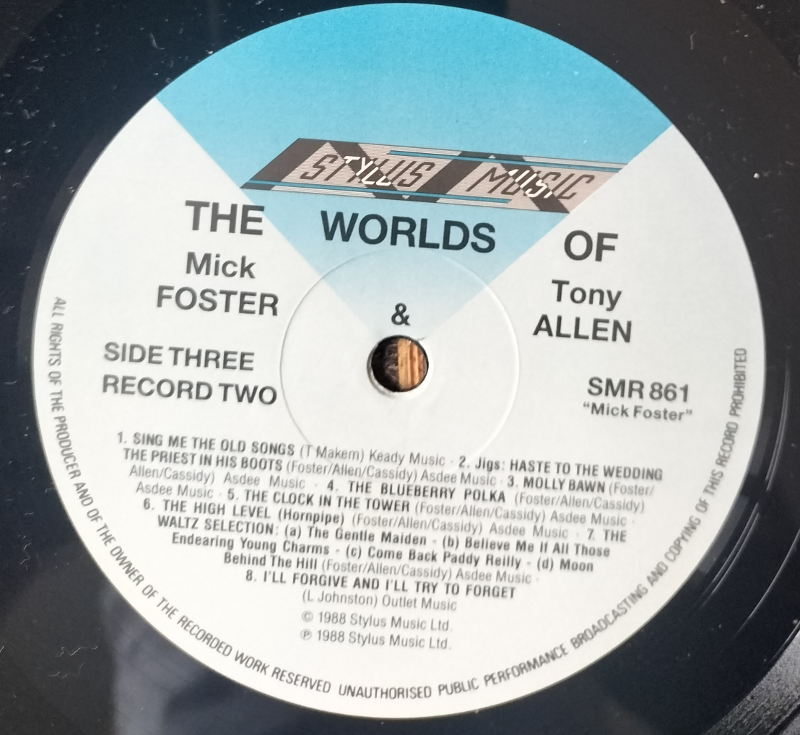 STYLUS MUSIC
THE WORLDS OF
Mick
FOSTER
&
Tony
ALLEN
SIDE THREE
RECORD TWO
SMR 861
"Mick Foster"
1. SING ME THE OLD SONGS (T Makem) Keady Music · 2. Jigs: HASTE TO THE WEDDING
THE PRIEST IN HIS BOOTS (Foster/Allen/Cassidy) Asdee Music · 3. MOLLY BAWN (Foster/
Allen/Cassidy) Asdee Music · 4. THE BLUEBERRY POLKA (Foster/Allen/Cassidy)
Asdee Music · 5. THE CLOCK IN THE TOWER (Foster/Allen/Cassidy) Asdee Music ·
6. THE HIGH LEVEL (Hornpipe) (Foster/Allen/Cassidy) Asdee Music · 7. THE
WALTZ SELECTION: (a) The Gentle Maiden - (b) Believe Me If All Those
Endearing Young Charms - (c) Come Back Paddy Reilly - (d) Moon
Behind The Hill (Foster/Allen/Cassidy) Asdee Music ·
8. I'LL FORGIVE AND I'LL TRY TO FORGET
(L Johnston) Outlet Music
© 1988 Stylus Music Ltd.
℗ 1988 Stylus Music Ltd.
ALL RIGHTS OF THE PRODUCER AND OF THE OWNER OF THE RECORDED WORK RESERVED UNAUTHORISED PUBLIC PERFORMANCE BROADCASTING AND COPYING OF THIS RECORD PROHIBITED